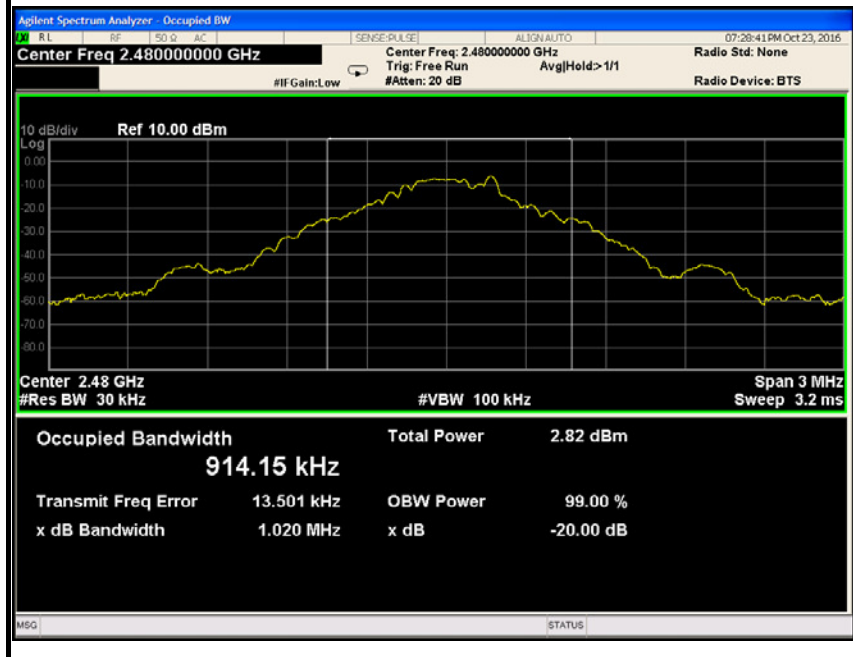 Agilent Spectrum Analyzer - Occupied BW
RL RF 50 Ω AC SENSE:PULSE ALIGN AUTO 07:28:41 PM Oct 23, 2016
Center Freq 2.480000000 GHz Center Freq: 2.480000000 GHz Radio Std: None
Trig: Free Run Avg|Hold:>1/1
#IFGain:Low #Atten: 20 dB Radio Device: BTS
10 dB/div Ref 10.00 dBm
Log
0.00
-10.0
-20.0
-30.0
-40.0
-50.0
-60.0
-70.0
-80.0
Center 2.48 GHz Span 3 MHz
#Res BW 30 kHz #VBW 100 kHz Sweep 3.2 ms
Occupied Bandwidth Total Power 2.82 dBm
914.15 kHz
Transmit Freq Error 13.501 kHz OBW Power 99.00 %
x dB Bandwidth 1.020 MHz x dB -20.00 dB
MSG STATUS